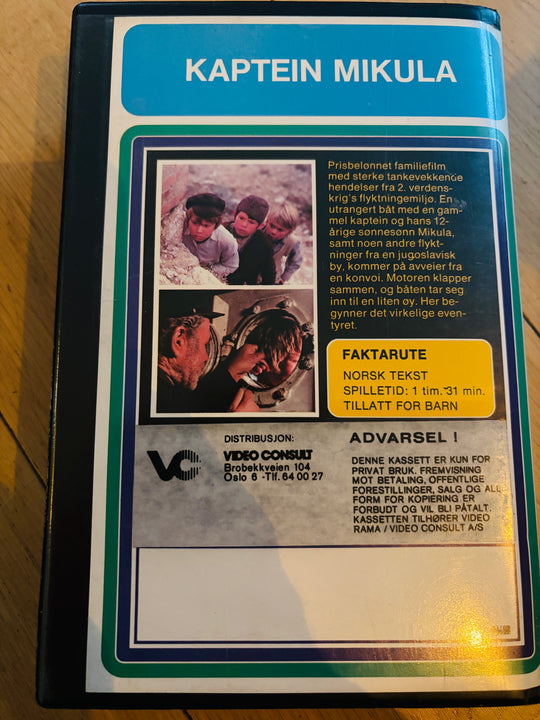 KAPTEIN MIKULA
Prisbelønnet familiefilm
med sterke tankevekkende
hendelser fra 2. verdens-
krig's flyktningemiljø. En
utrangert båt med en gam-
mel kaptein og hans 12-
årige sønnesønn Mikula,
samt noen andre flykt-
ninger fra en jugoslavisk
by, kommer på avveier fra
en konvoi. Motoren klapper
sammen, og båten tar seg
inn til en liten øy. Her be-
gynner det virkelige even-
tyret.
FAKTARUTE
NORSK TEKST
SPILLETID: 1 tim. 31 min.
TILLATT FOR BARN
VC
DISTRIBUSJON:
VIDEO CONSULT
Brobekkveien 104
Oslo 6 -Tlf. 64 00 27
ADVARSEL !
DENNE KASSETT ER KUN FOR
PRIVAT BRUK. FREMVISNING
MOT BETALING, OFFENTLIGE
FORESTILLINGER, SALG OG ALL
FORM FOR KOPIERING ER
FORBUDT OG VIL BLI PÅTALT.
KASSETTEN TILHØRER VIDEO
RAMA / VIDEO CONSULT A/S